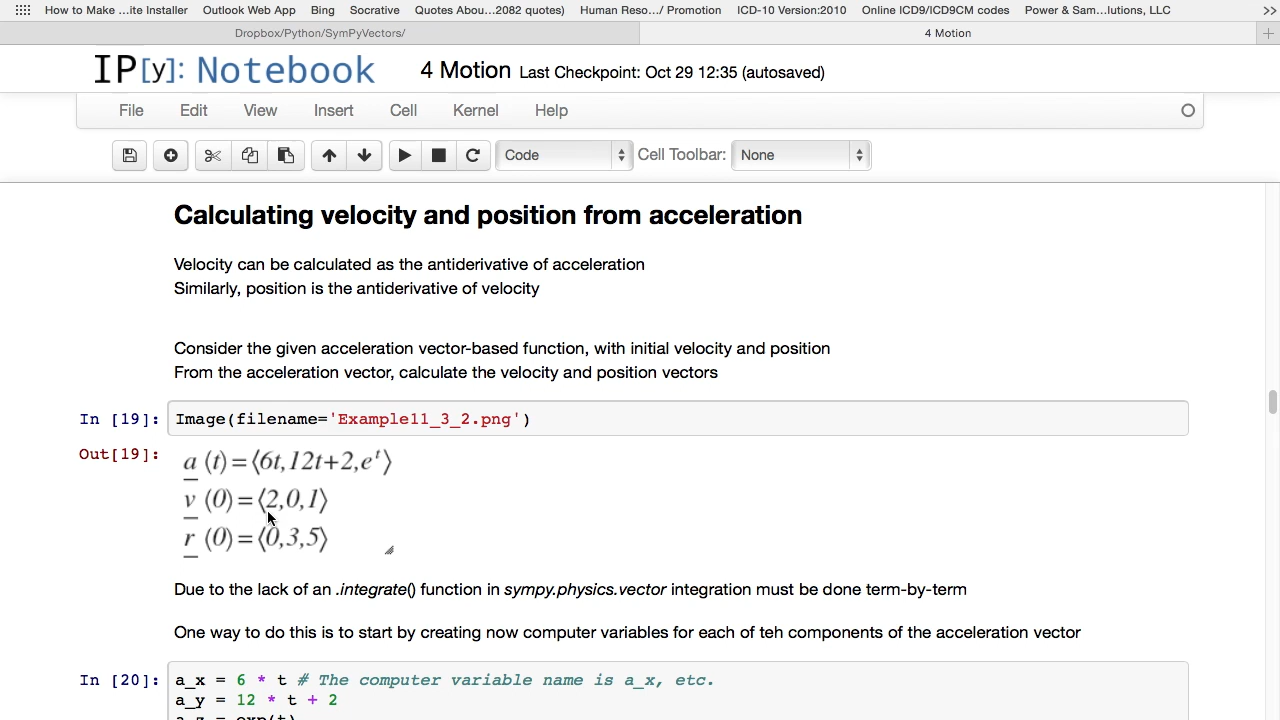 How to Make ...ite Installer Outlook Web App Bing Socrative Quotes Abou...2082 quotes) Human Reso.../ Promotion ICD-10 Version:2010 Online ICD9/ICD9CM codes Power & Sam...lutions, LLC >>
Dropbox/Python/SymPyVectors/ 4 Motion +
IP[y]: Notebook 4 Motion Last Checkpoint: Oct 29 12:35 (autosaved)
File Edit View Insert Cell Kernel Help
Code Cell Toolbar: None
Calculating velocity and position from acceleration
Velocity can be calculated as the antiderivative of acceleration
Similarly, position is the antiderivative of velocity
Consider the given acceleration vector-based function, with initial velocity and position
From the acceleration vector, calculate the velocity and position vectors
In [19]: Image(filename='Example11_3_2.png')
Out[19]: a (t)=⟨6t,12t+2,eᵗ⟩
v (0)=⟨2,0,1⟩
r (0)=⟨0,3,5⟩
Due to the lack of an .integrate() function in sympy.physics.vector integration must be done term-by-term
One way to do this is to start by creating now computer variables for each of teh components of the acceleration vector
In [20]: a_x = 6 * t # The computer variable name is a_x, etc.
a_y = 12 * t + 2
a_z = exp(t)